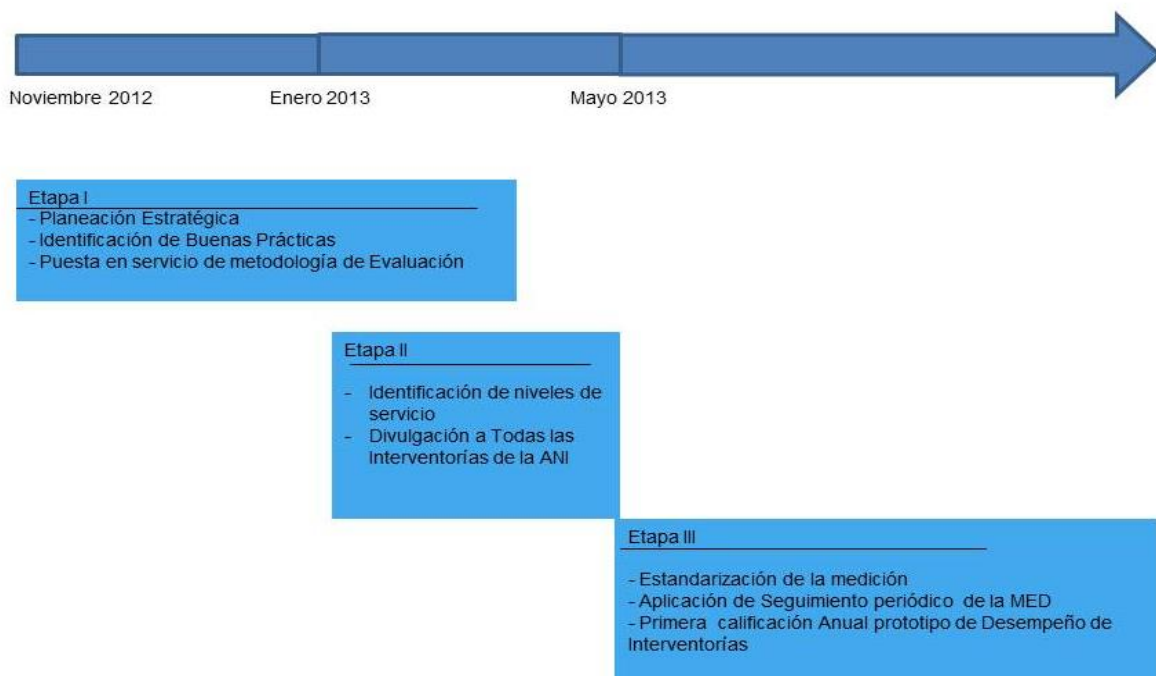 Noviembre 2012
Enero 2013
Mayo 2013
Etapa I
- Planeación Estratégica
- Identificación de Buenas Prácticas
- Puesta en servicio de metodología de Evaluación
Etapa II
- Identificación de niveles de
servicio
- Divulgación a Todas las
Interventorías de la ANI
Etapa III
- Estandarización de la medición
- Aplicación de Seguimiento periódico de la MED
- Primera calificación Anual prototipo de Desempeño de
Interventorías